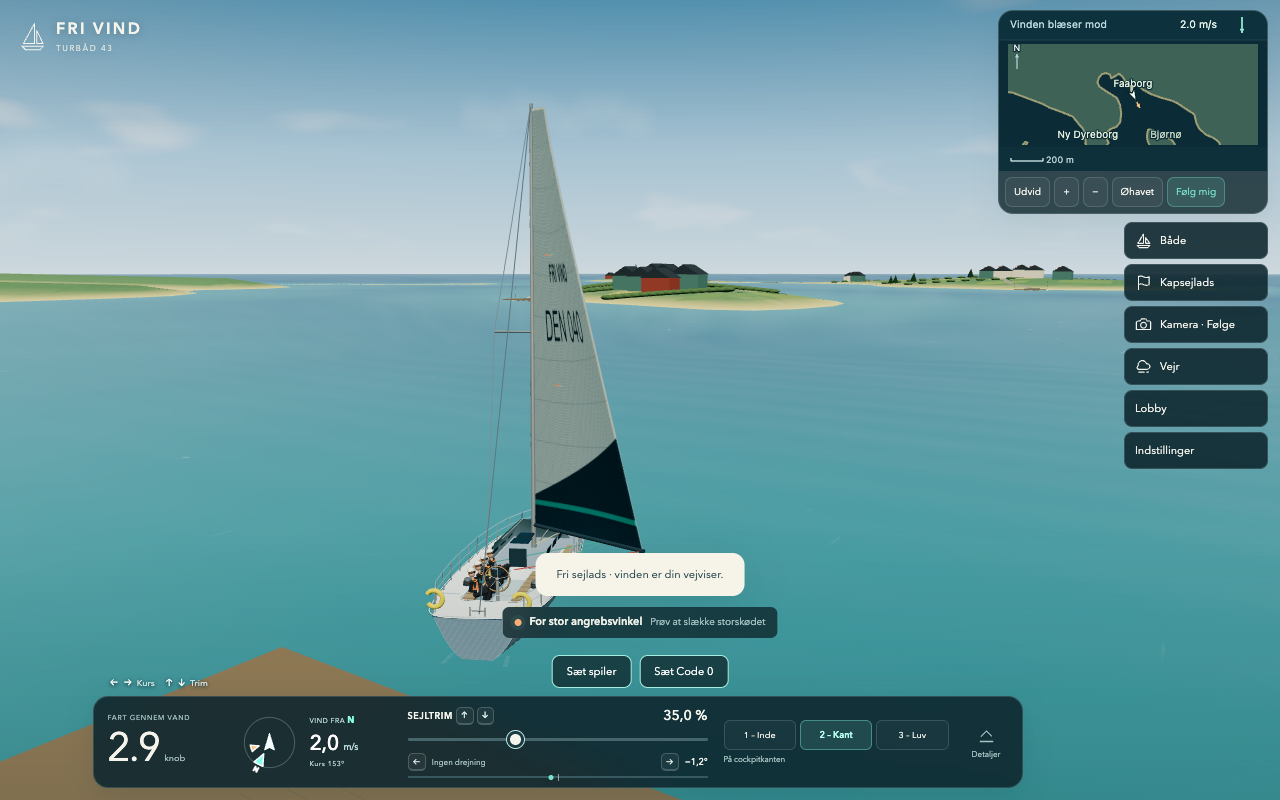 FRI VIND
TURBÅD 43
Vinden blæser mod 2.0 m/s
N
Faaborg
Ny Dyreborg
Bjørnø
200 m
Udvid + − Øhavet Følg mig
Både
Kapsejlads
Kamera · Følge
Vejr
Lobby
Indstillinger
FRI VIND
DEN 040
Fri sejlads · vinden er din vejviser.
For stor angrebsvinkel Prøv at slække storskødet
Sæt spiler Sæt Code 0
← → Kurs ↑ ↓ Trim
FART GENNEM VAND
2.9 knob
VIND FRA N
2,0 m/s
Kurs 153°
SEJLTRIM ↑ ↓ 35,0 %
← Ingen drejning → −1,2°
1 – Inde 2 – Kant 3 – Luv
På cockpitkanten
Detaljer